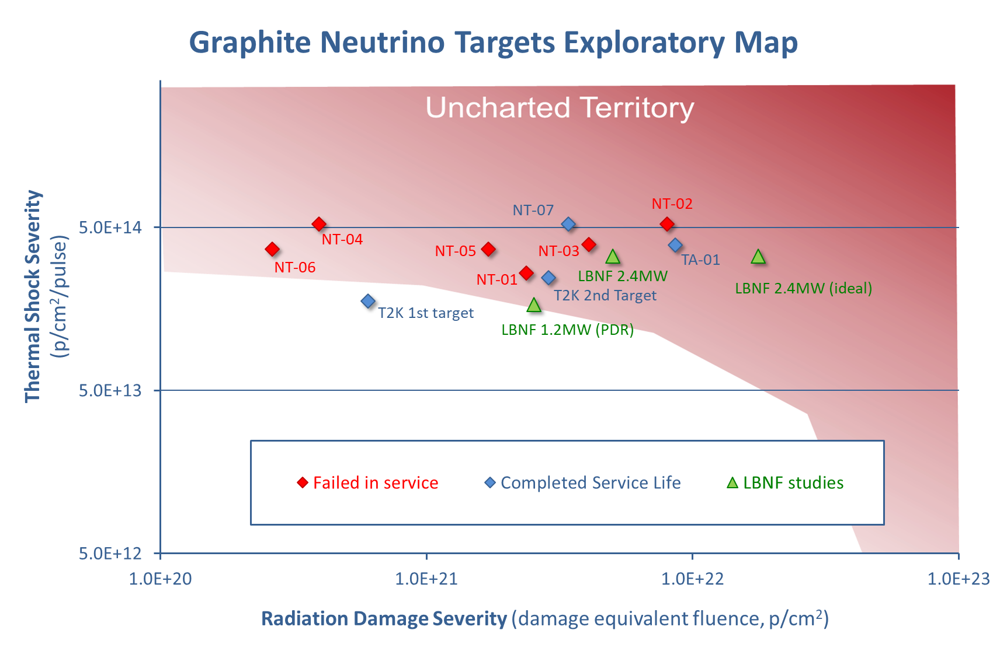 Graphite Neutrino Targets Exploratory Map
Uncharted Territory
Thermal Shock Severity
(p/cm²/pulse)
5.0E+14
5.0E+13
5.0E+12
NT-02
NT-07
NT-04
NT-05
NT-03
TA-01
NT-06
NT-01
LBNF 2.4MW
LBNF 2.4MW (ideal)
T2K 2nd Target
T2K 1st target
LBNF 1.2MW (PDR)
Failed in service
Completed Service Life
LBNF studies
1.0E+20
1.0E+21
1.0E+22
1.0E+23
Radiation Damage Severity (damage equivalent fluence, p/cm²)